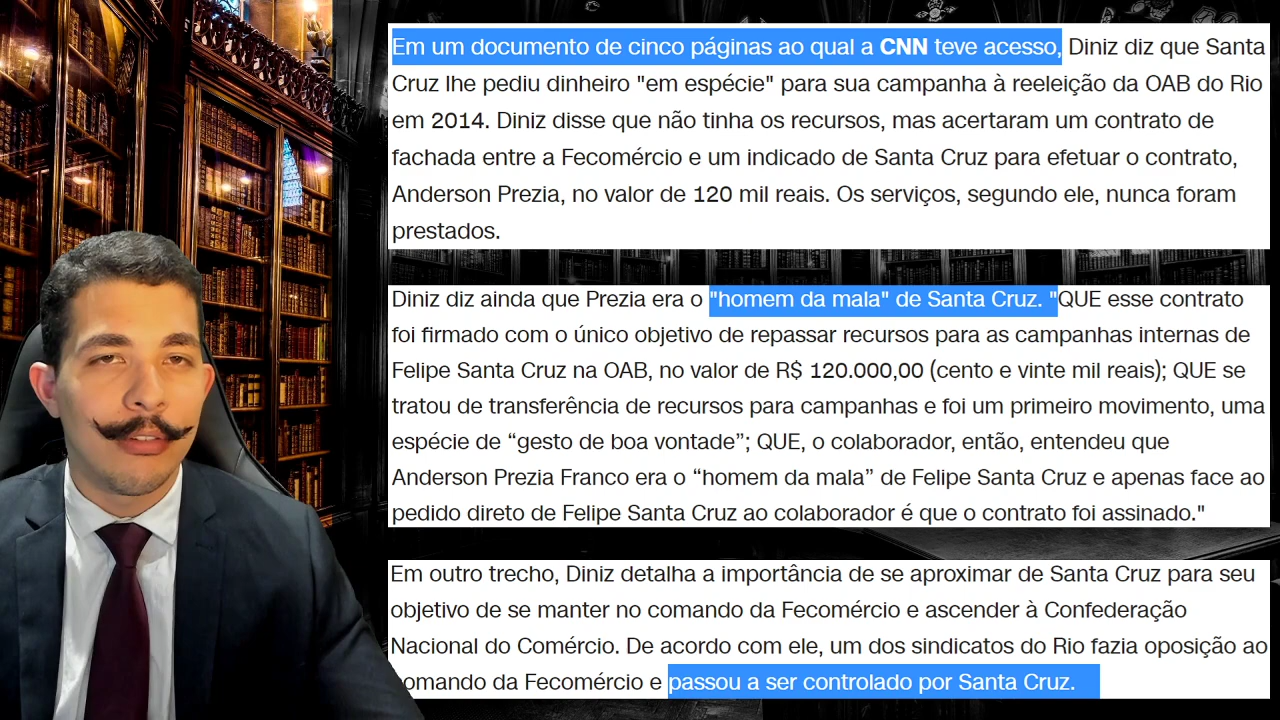 Em um documento de cinco páginas ao qual a CNN teve acesso, Diniz diz que Santa
Cruz lhe pediu dinheiro "em espécie" para sua campanha à reeleição da OAB do Rio
em 2014. Diniz disse que não tinha os recursos, mas acertaram um contrato de
fachada entre a Fecomércio e um indicado de Santa Cruz para efetuar o contrato,
Anderson Prezia, no valor de 120 mil reais. Os serviços, segundo ele, nunca foram
prestados.
Diniz diz ainda que Prezia era o "homem da mala" de Santa Cruz. "QUE esse contrato
foi firmado com o único objetivo de repassar recursos para as campanhas internas de
Felipe Santa Cruz na OAB, no valor de R$ 120.000,00 (cento e vinte mil reais); QUE se
tratou de transferência de recursos para campanhas e foi um primeiro movimento, uma
espécie de “gesto de boa vontade”; QUE, o colaborador, então, entendeu que
Anderson Prezia Franco era o “homem da mala” de Felipe Santa Cruz e apenas face ao
pedido direto de Felipe Santa Cruz ao colaborador é que o contrato foi assinado."
Em outro trecho, Diniz detalha a importância de se aproximar de Santa Cruz para seu
objetivo de se manter no comando da Fecomércio e ascender à Confederação
Nacional do Comércio. De acordo com ele, um dos sindicatos do Rio fazia oposição ao
comando da Fecomércio e passou a ser controlado por Santa Cruz.